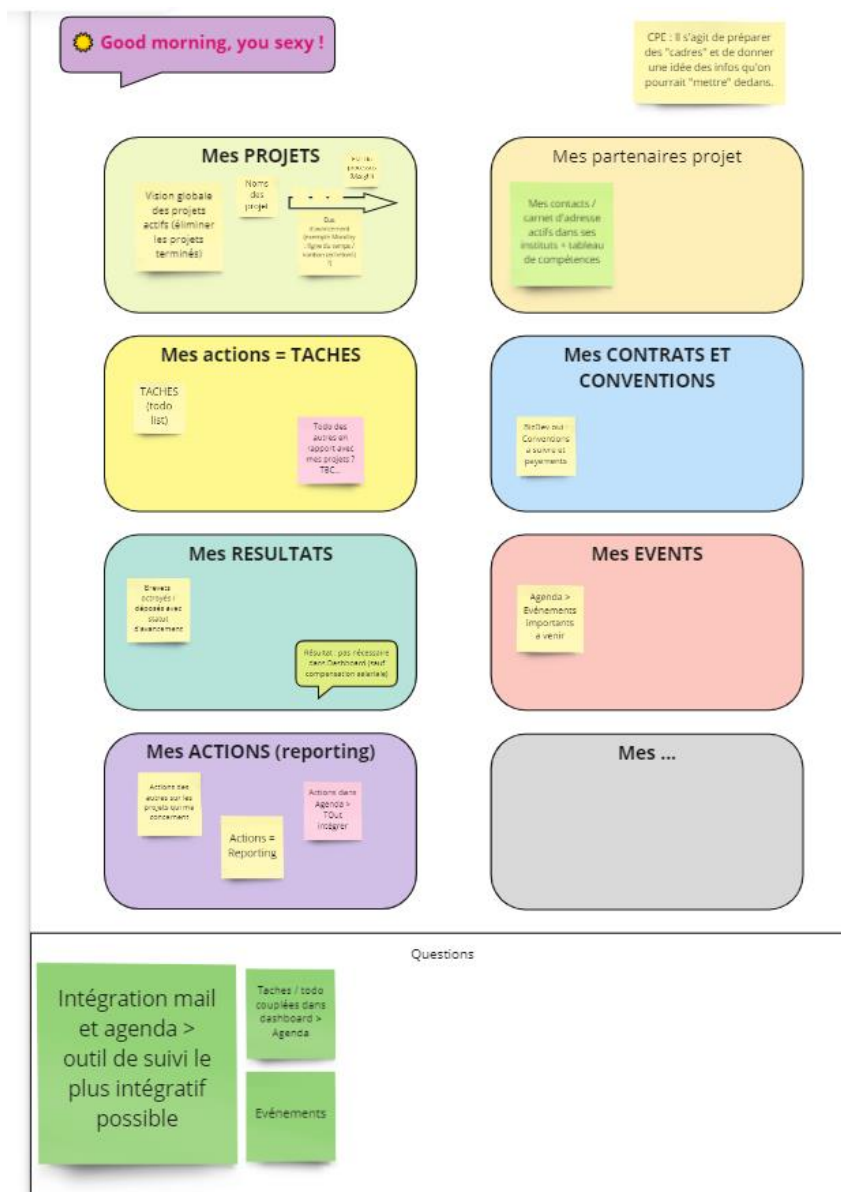 Good morning, you sexy !
CPE : Il s'agit de préparer
des "cadres" et de donner
une idée des infos qu'on
pourrait "mettre" dedans.
Mes PROJETS
Vision globale
des projets
actifs (éliminer
les projets
terminés)
Noms
des
projet
Mes partenaires projet
Mes contacts /
carnet d'adresse
actifs dans ses
instituts + tableau
de compétences
Mes actions = TACHES
TACHES
(todo
list)
Todo des
autres en
rapport avec
mes projets ?
TBC...
Mes CONTRATS ET
CONVENTIONS
BizDev out :
Conventions
à suivre et
payements
Mes RESULTATS
Brevets
octroyés /
déposés avec
statut
d'avancement
Résultat : pas nécessaire
dans Dashboard (sauf
compensation salariale)
Mes EVENTS
Agenda >
Evénements
importants
à venir
Mes ACTIONS (reporting)
Actions des
autres sur les
projets qui me
concernent
Actions =
Reporting
Actions dans
Agenda >
TOut
intégrer
Mes ...
Questions
Intégration mail
et agenda >
outil de suivi le
plus intégratif
possible
Taches / todo
couplées dans
dashboard >
Agenda
Evénements